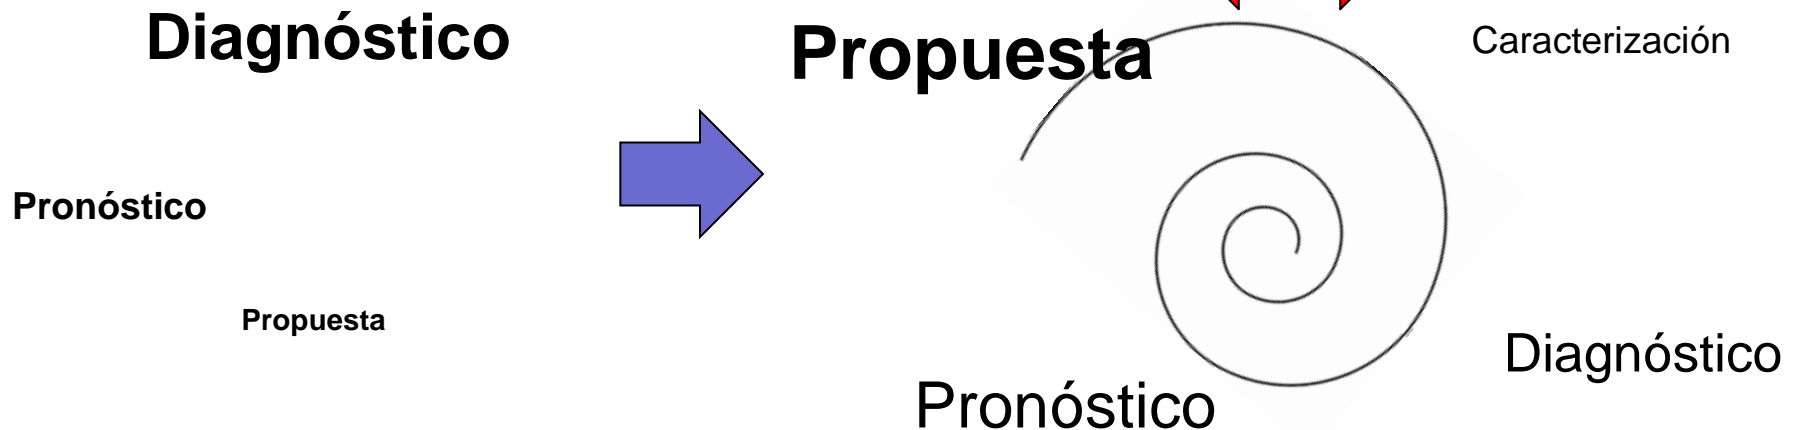 Diagnóstico
Pronóstico
Propuesta
Propuesta
Caracterización
Diagnóstico
Pronóstico